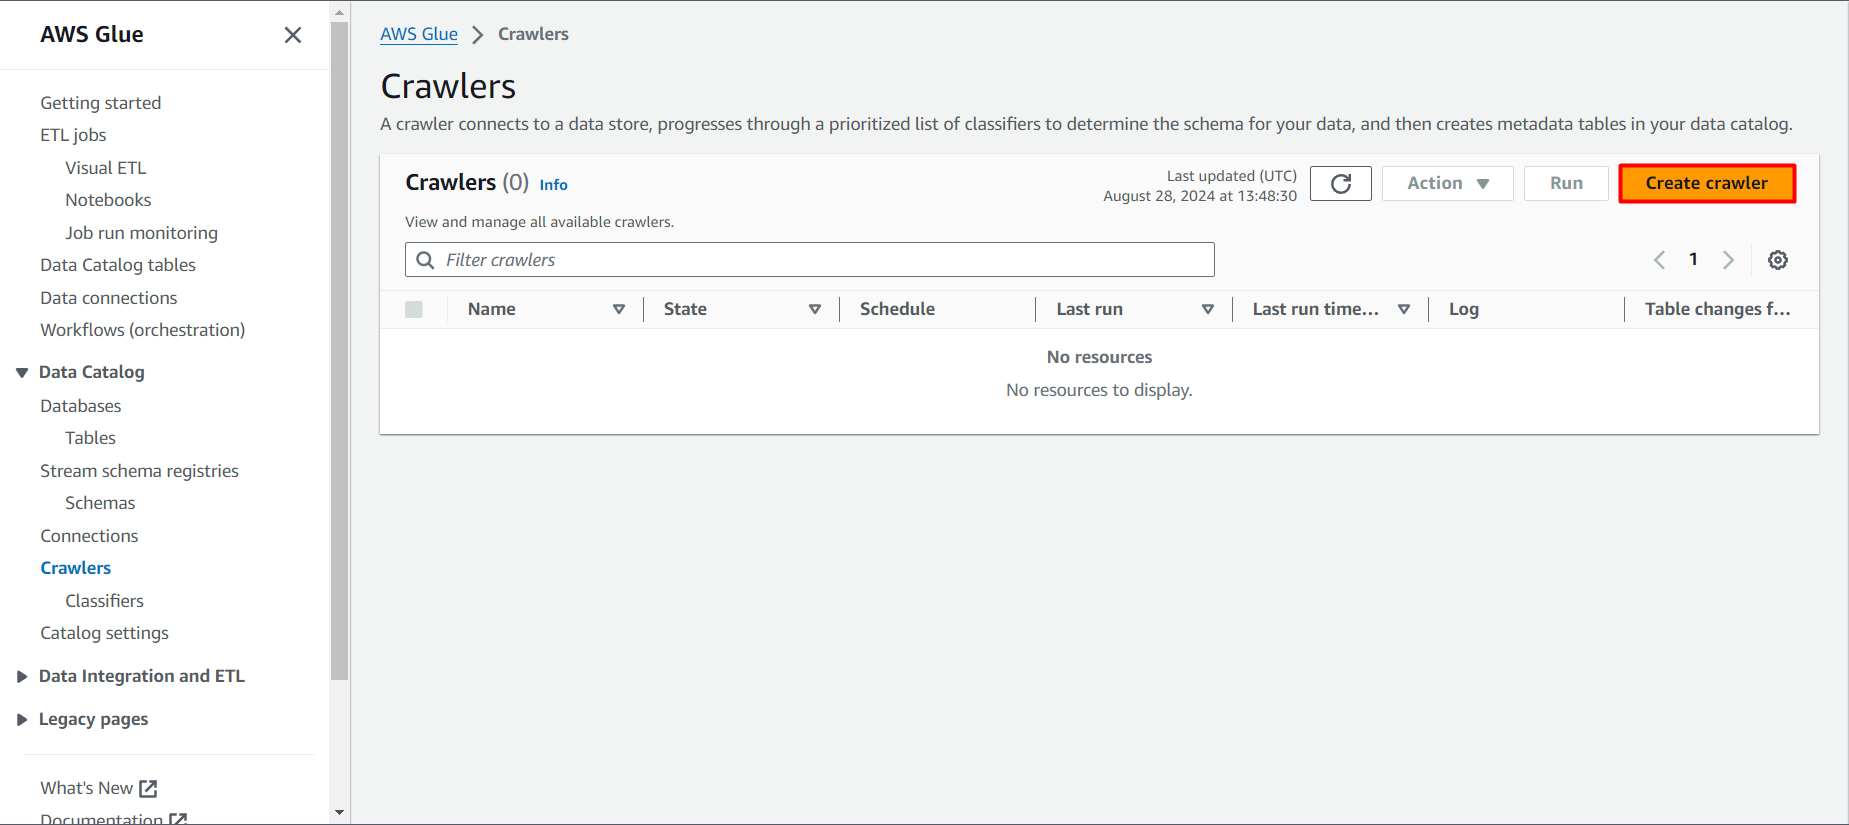 AWS Glue
Getting started
ETL jobs
Visual ETL
Notebooks
Job run monitoring
Data Catalog tables
Data connections
Workflows (orchestration)
Data Catalog
Databases
Tables
Stream schema registries
Schemas
Connections
Crawlers
Classifiers
Catalog settings
Data Integration and ETL
Legacy pages
What's New
Documentation
AWS Glue > Crawlers
Crawlers
A crawler connects to a data store, progresses through a prioritized list of classifiers to determine the schema for your data, and then creates metadata tables in your data catalog.
Crawlers (0) Info
Last updated (UTC)
August 28, 2024 at 13:48:30
Action
Run
Create crawler
View and manage all available crawlers.
Filter crawlers
1
Name State Schedule Last run Last run time... Log Table changes f...
No resources
No resources to display.